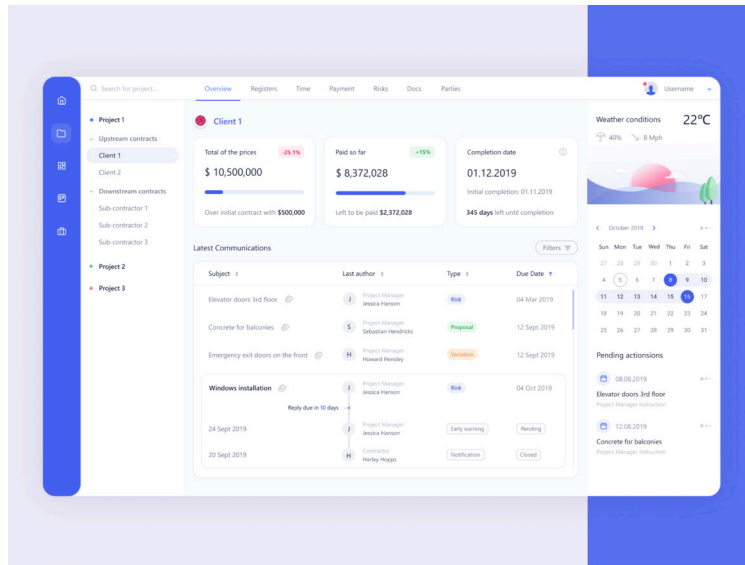 Search for project...
Overview Registers Time Payment Risks Docs Parties
Username
Project 1
Upstream contracts
Client 1
Client 2
Downstream contracts
Sub-contractor 1
Sub-contractor 2
Sub-contractor 3
Project 2
Project 3
Client 1
Total of the prices -25.1%
$ 10,500,000
Over initial contract with $500,000
Paid so far +15%
$ 8,372,028
Left to be paid $2,372,028
Completion date
01.12.2019
Initial completion: 01.11.2019
345 days left until completion
Latest Communications
Filters
Subject Last author Type Due Date
Elevator doors 3rd floor J Project Manager Risk 04 Mar 2019
Jessica Hanson
Concrete for balconies S Project Manager Proposal 12 Sept 2019
Sebastian Hendricks
Emergency exit doors on the front H Project Manager Variation 12 Sept 2019
Howard Hensley
Windows installation J Project Manager Risk 04 Oct 2019
Jessica Hanson
Reply due in 10 days
24 Sept 2019 J Project Manager Early warning Pending
Jessica Hanson
20 Sept 2019 H Contractor Notification Closed
Harley Hopps
Weather conditions 22°C
40% 8 Mph
October 2019
Sun Mon Tue Wed Thu Fri Sat
27 28 29 30 1 2 3
4 5 6 7 8 9 10
11 12 13 14 15 16 17
18 19 20 21 22 23 24
25 26 27 28 29 30 31
Pending actionsions
08.08.2019
Elevator doors 3rd floor
Project Manager Instruction
12.08.2019
Concrete for balconies
Project Manager Instruction